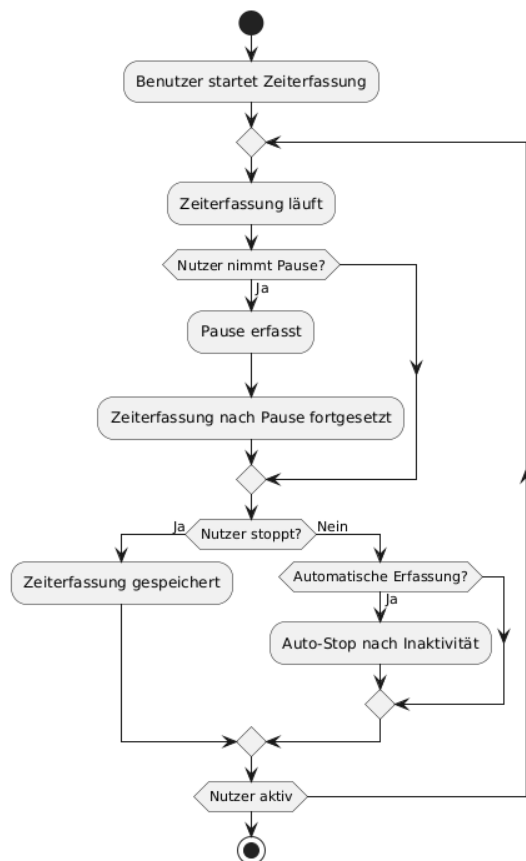 Benutzer startet Zeiterfassung
Zeiterfassung läuft
Nutzer nimmt Pause?
Ja
Pause erfasst
Zeiterfassung nach Pause fortgesetzt
Ja
Nutzer stoppt?
Nein
Zeiterfassung gespeichert
Automatische Erfassung?
Ja
Auto-Stop nach Inaktivität
Nutzer aktiv